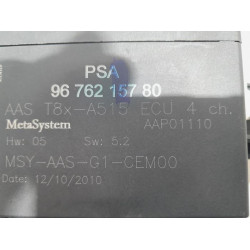 PSA
96 762 157 80
AAS T8x-A515 ECU 4 ch.
MetaSystem AAP01110
Hw: 05 Sw: 5.2
MSY-AAS-G1-CEM00
Date: 12/10/2010